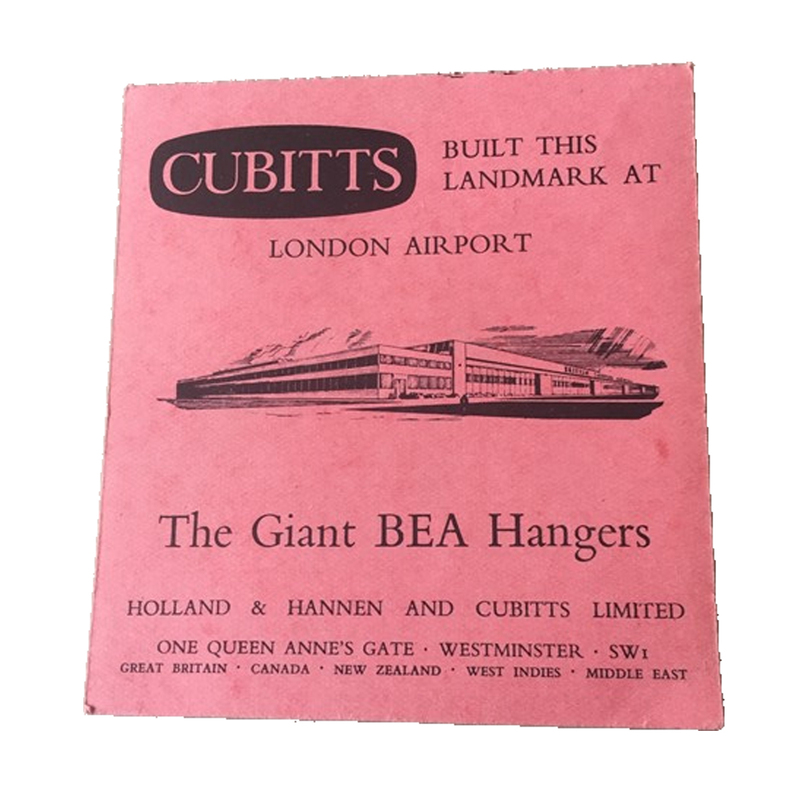 CUBITTS
BUILT THIS
LANDMARK AT
LONDON AIRPORT
The Giant BEA Hangers
HOLLAND & HANNEN AND CUBITTS LIMITED
ONE QUEEN ANNE'S GATE · WESTMINSTER · SW1
GREAT BRITAIN · CANADA · NEW ZEALAND · WEST INDIES · MIDDLE EAST